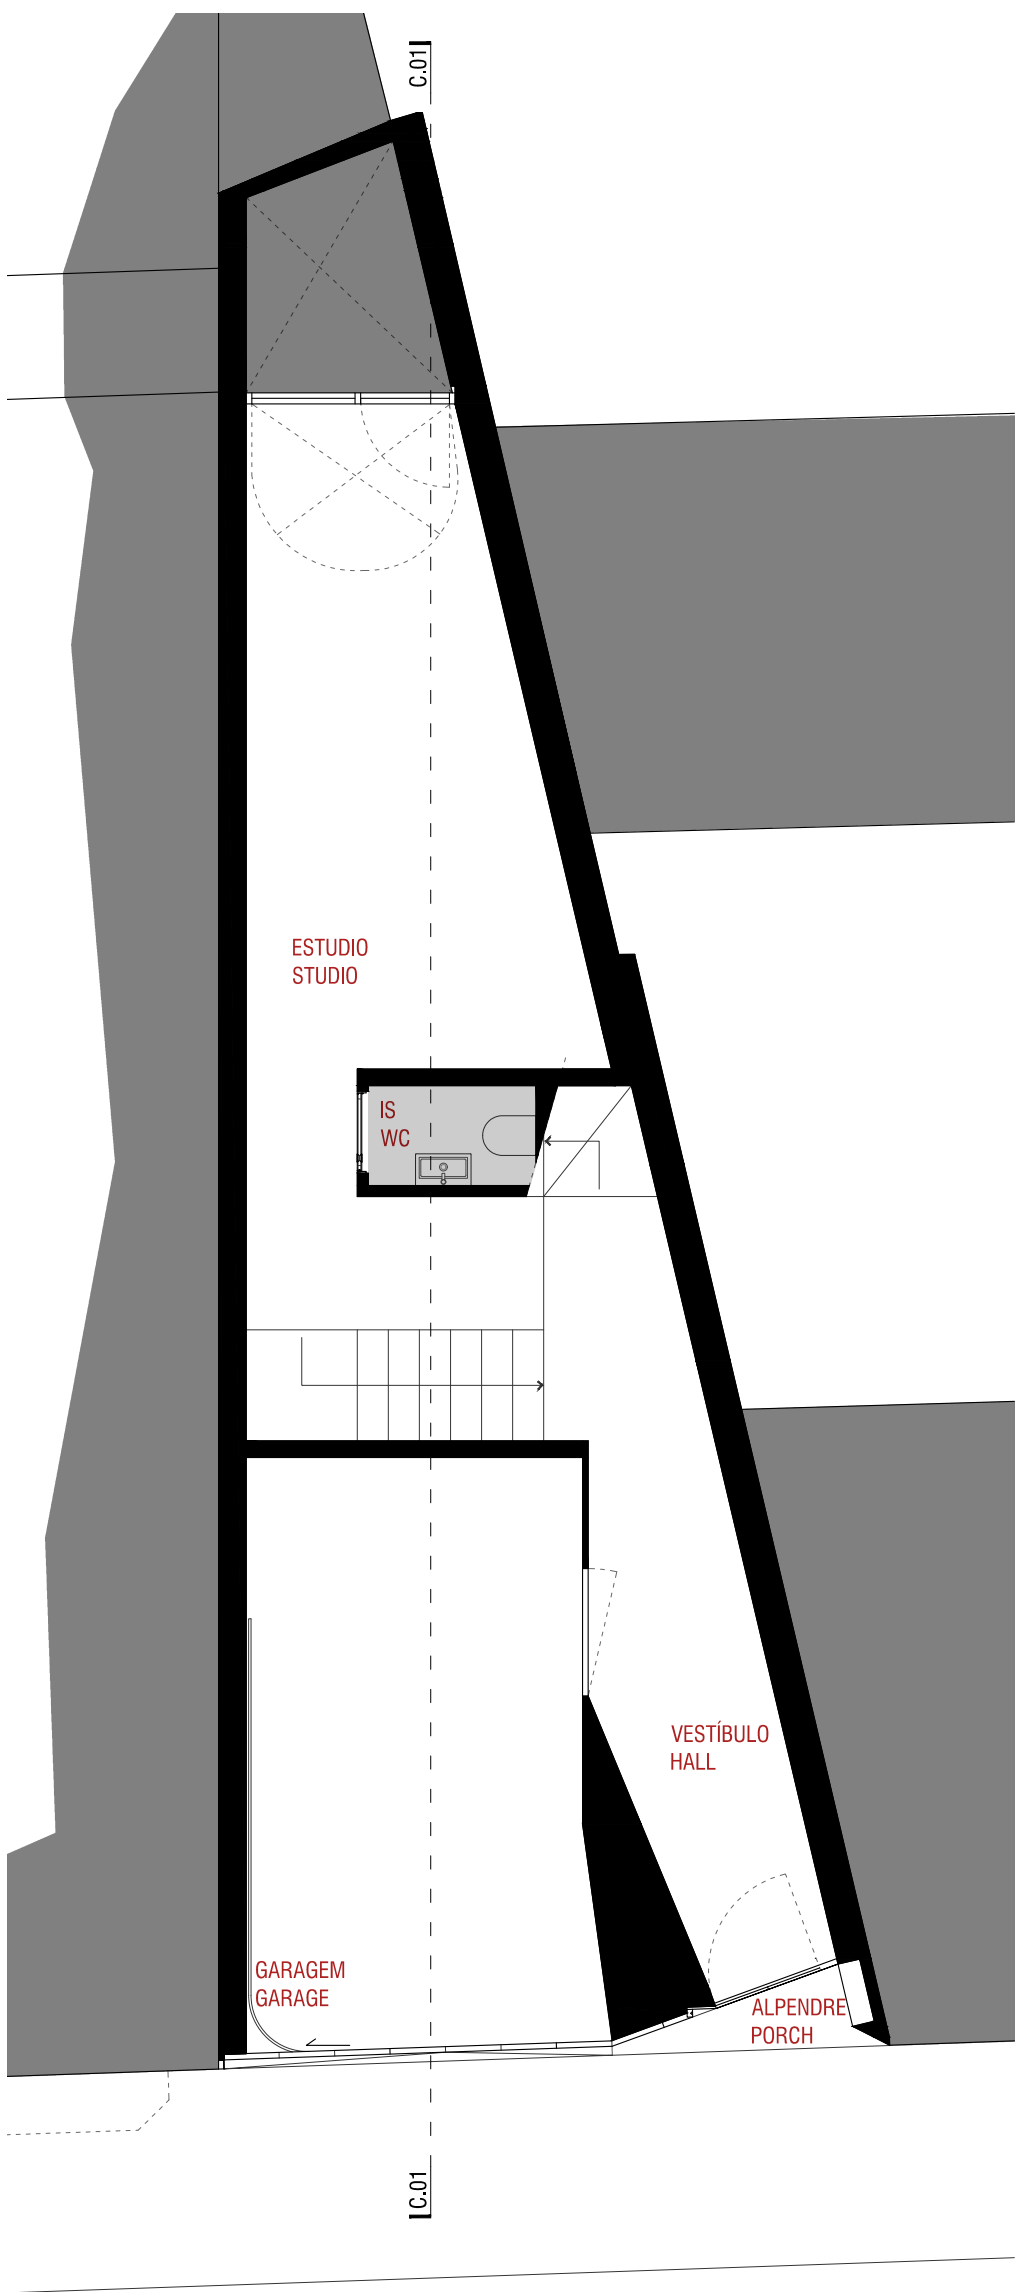 C.01
ESTUDIO
STUDIO
IS
WC
VESTÍBULO
HALL
GARAGEM
GARAGE
ALPENDRE
PORCH
C.01